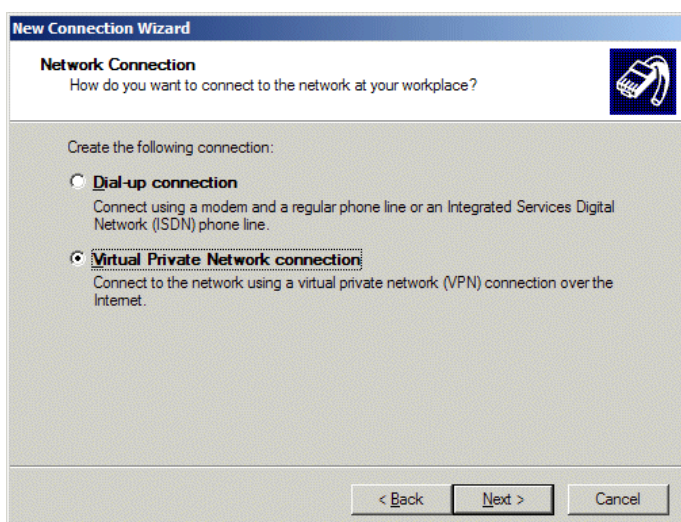 New Connection Wizard
Network Connection
How do you want to connect to the network at your workplace?
Create the following connection:
Dial-up connection
Connect using a modem and a regular phone line or an Integrated Services Digital
Network (ISDN) phone line.
Virtual Private Network connection
Connect to the network using a virtual private network (VPN) connection over the
Internet.
< Back Next > Cancel